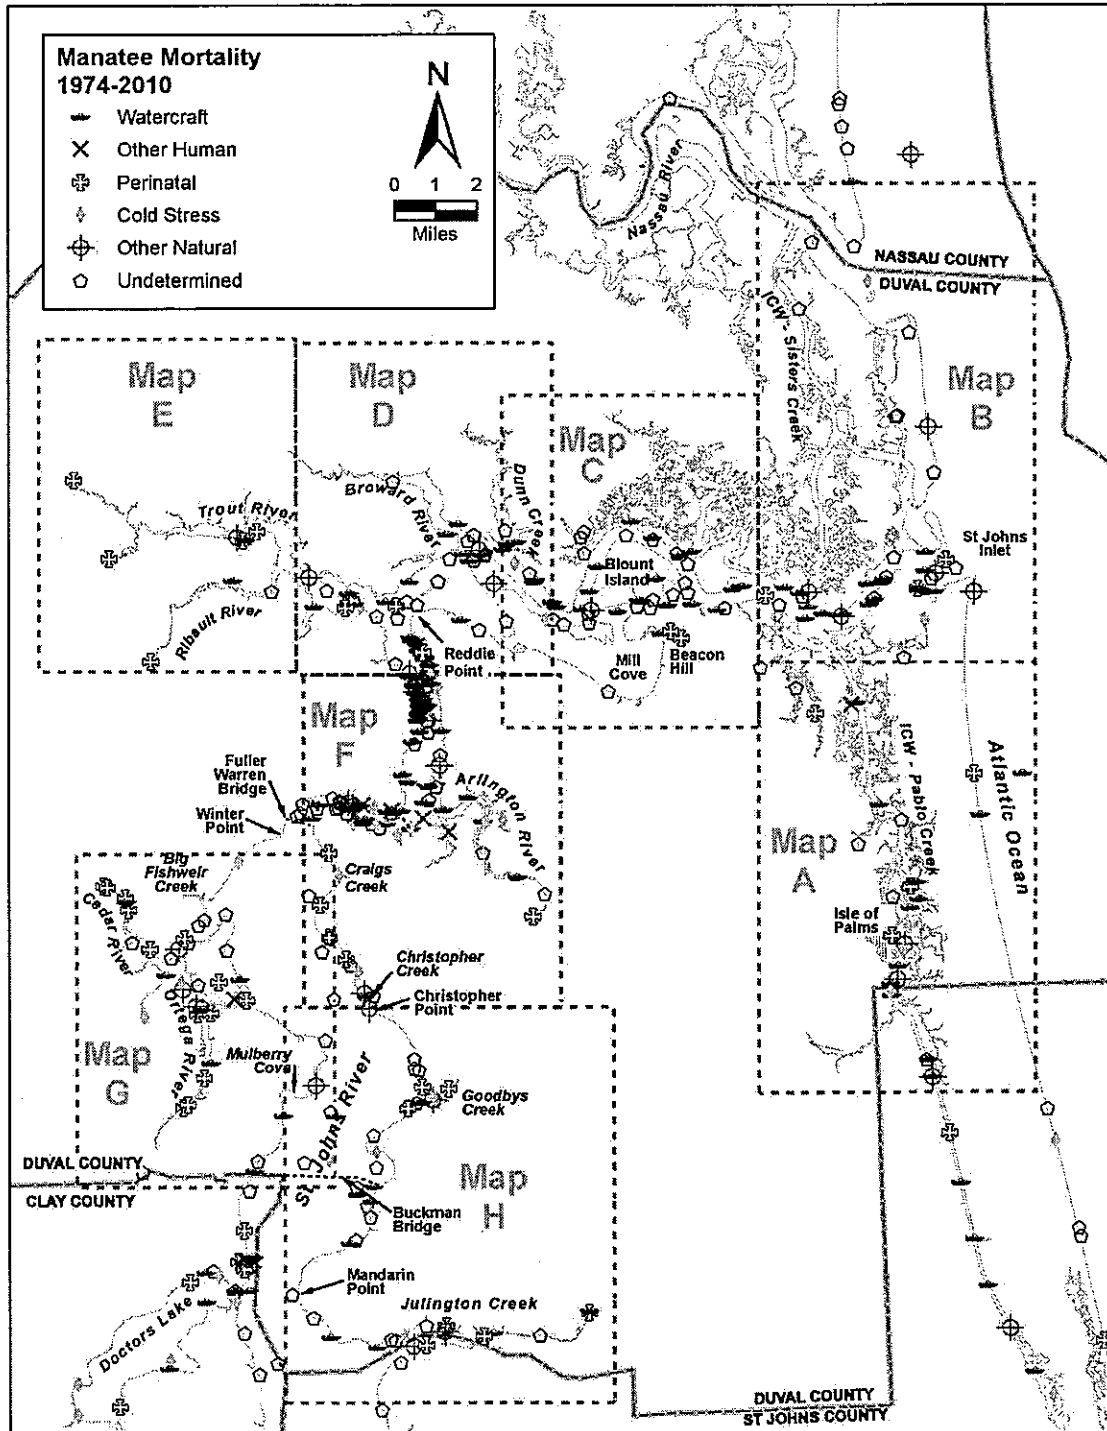 Manatee Mortality
1974-2010
Watercraft
Other Human
Perinatal
Cold Stress
Other Natural
Undetermined
N
0 1 2
Miles
Nassau River
NASSAU COUNTY
DUVAL COUNTY
ICW - Sisters Creek
Map
E
Map
D
Map
C
Map
B
Trout River
Broward River
Dunn Creek
St Johns
Inlet
Blount
Island
Ribault River
Reddie
Point
Mill
Cove
Beacon
Hill
Map
F
Fuller
Warren
Bridge
Winter
Point
Arlington River
ICW - Pablo Creek
Atlantic Ocean
Map
A
Big
Fishweir
Creek
Craigs
Creek
Cedar River
Isle of
Palms
Christopher
Creek
Christopher
Point
Ortega River
Map
G
Mulberry
Cove
St Johns River
Goodbys
Creek
DUVAL COUNTY
CLAY COUNTY
Map
H
Buckman
Bridge
Mandarin
Point
Julington Creek
Doctors Lake
DUVAL COUNTY
ST JOHNS COUNTY